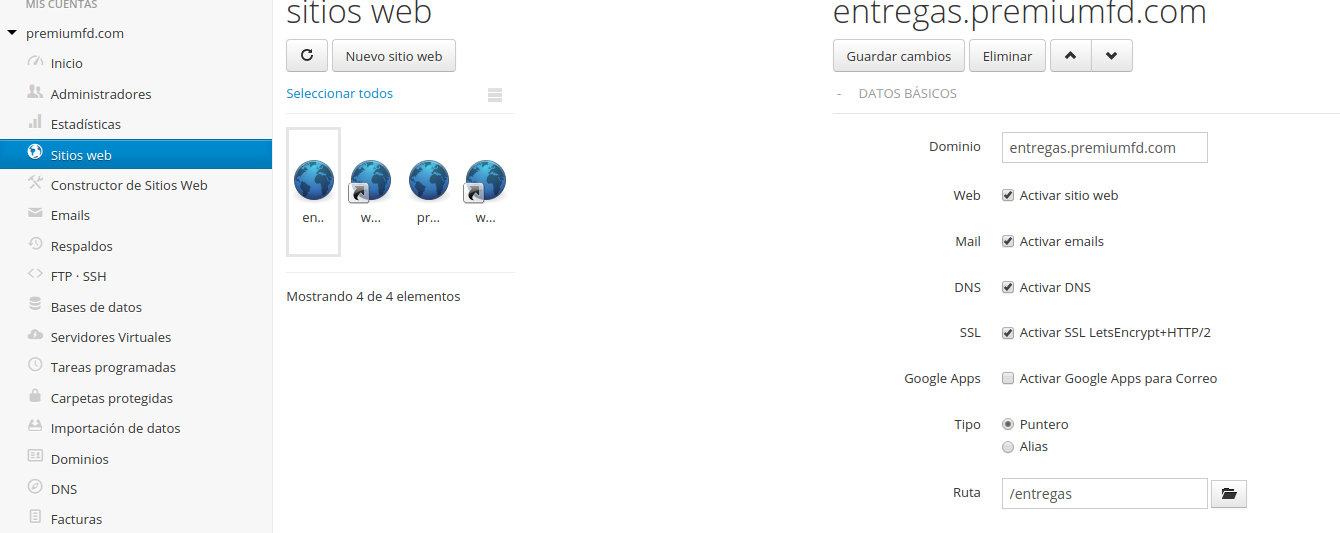 MIS CUENTAS
premiumfd.com
Inicio
Administradores
Estadísticas
Sitios web
Constructor de Sitios Web
Emails
Respaldos
FTP · SSH
Bases de datos
Servidores Virtuales
Tareas programadas
Carpetas protegidas
Importación de datos
Dominios
DNS
Facturas
sitios web
Nuevo sitio web
Seleccionar todos
en..
w...
pr...
w...
Mostrando 4 de 4 elementos
entregas.premiumfd.com
Guardar cambios
Eliminar
- DATOS BÁSICOS
Dominio entregas.premiumfd.com
Web Activar sitio web
Mail Activar emails
DNS Activar DNS
SSL Activar SSL LetsEncrypt+HTTP/2
Google Apps Activar Google Apps para Correo
Tipo Puntero
Alias
Ruta /entregas